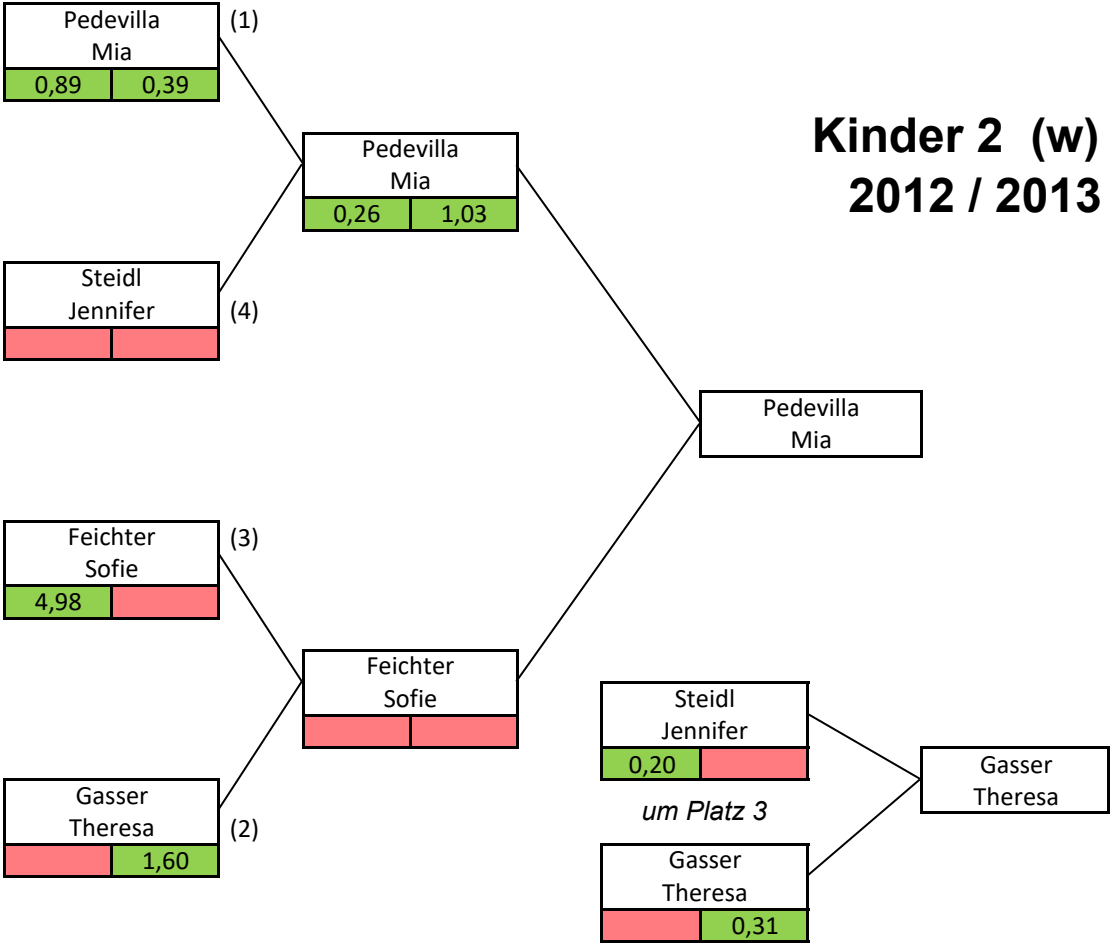 Pedevilla
Mia
(1)
0,89 0,39
Kinder 2 (w)
2012 / 2013
Pedevilla
Mia
0,26 1,03
Steidl
Jennifer
(4)
Pedevilla
Mia
Feichter
Sofie
(3)
4,98
Feichter
Sofie
Steidl
Jennifer
0,20
um Platz 3
Gasser
Theresa
Gasser
Theresa
(2)
1,60
Gasser
Theresa
0,31